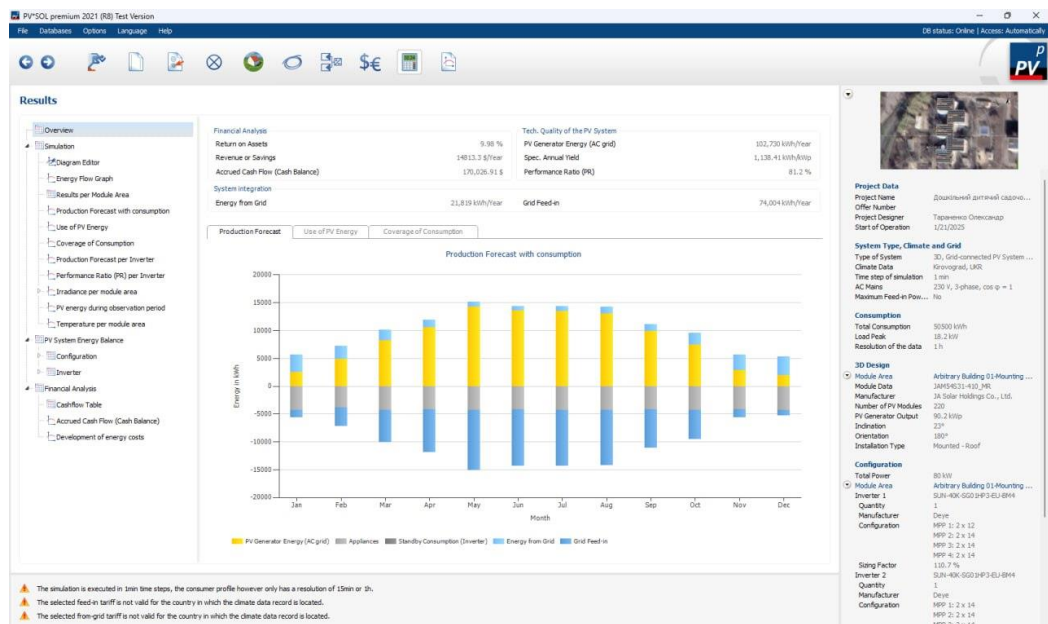 PV*SOL premium 2021 (R8) Test Version
File Databases Options Language Help
DB status: Online | Access: Automatically
$€
P
PV
Results
Overview
Simulation
Diagram Editor
Energy Flow Graph
Results per Module Area
Production Forecast with consumption
Use of PV Energy
Coverage of Consumption
Production Forecast per Inverter
Performance Ratio (PR) per Inverter
Irradiance per module area
PV energy during observation period
Temperature per module area
PV System Energy Balance
Configuration
Inverter
Financial Analysis
Cashflow Table
Accrued Cash Flow (Cash Balance)
Development of energy costs
Financial Analysis
Return on Assets 9.98 %
Revenue or Savings 14813.3 $/Year
Accrued Cash Flow (Cash Balance) 170,026.91 $
Tech. Quality of the PV System
PV Generator Energy (AC grid) 102,730 kWh/Year
Spec. Annual Yield 1,138.41 kWh/kWp
Performance Ratio (PR) 81.2 %
System integration
Energy from Grid 21,819 kWh/Year
Grid Feed-in 74,004 kWh/Year
Production Forecast Use of PV Energy Coverage of Consumption
Production Forecast with consumption
Energy in kWh
20000
15000
10000
5000
0
-5000
-10000
-15000
-20000
Jan Feb Mar Apr May Jun Jul Aug Sep Oct Nov Dec
Month
PV Generator Energy (AC grid) Appliances Standby Consumption (Inverter) Energy from Grid Grid Feed-in
The simulation is executed in 1min time steps, the consumer profile however only has a resolution of 15min or 1h.
The selected feed-in tariff is not valid for the country in which the climate data record is located.
The selected from-grid tariff is not valid for the country in which the climate data record is located.
Project Data
Project Name Дошкільний дитячий садочо...
Offer Number
Project Designer Тараненко Олександр
Start of Operation 1/21/2025
System Type, Climate and Grid
Type of System 3D, Grid-connected PV System ...
Climate Data Kirovograd, UKR
Time step of simulation 1 min
AC Mains 230 V, 3-phase, cos φ = 1
Maximum Feed-in Pow... No
Consumption
Total Consumption 50500 kWh
Load Peak 18.2 kW
Resolution of the data 1 h
3D Design
Module Area Arbitrary Building 01-Mounting ...
Module Data JAM54S31-410_MR
Manufacturer JA Solar Holdings Co., Ltd.
Number of PV Modules 220
PV Generator Output 90.2 kWp
Inclination 23°
Orientation 180°
Installation Type Mounted - Roof
Configuration
Total Power 80 kW
Module Area Arbitrary Building 01-Mounting ...
Inverter 1 SUN-40K-SG01HP3-EU-BM4
Quantity 1
Manufacturer Deye
Configuration MPP 1: 2 x 12
MPP 2: 2 x 14
MPP 3: 2 x 14
MPP 4: 2 x 14
Sizing Factor 110.7 %
Inverter 2 SUN-40K-SG01HP3-EU-BM4
Quantity 1
Manufacturer Deye
Configuration MPP 1: 2 x 14
MPP 2: 2 x 14